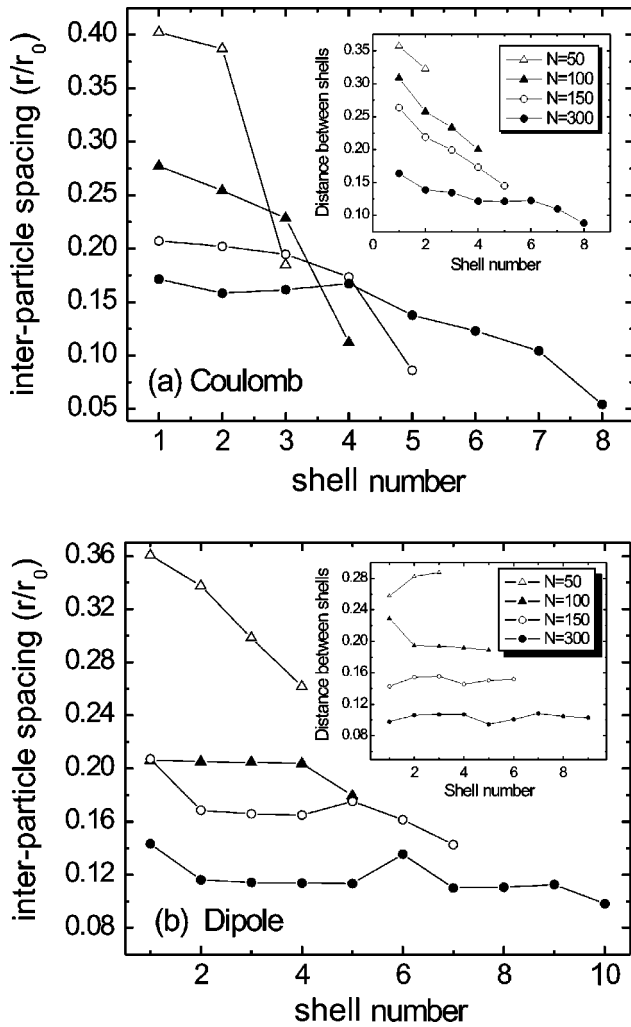 0.40
0.35
0.30
0.25
0.20
0.15
0.10
0.05
inter-particle spacing (r/r0)
1 2 3 4 5 6 7 8
shell number
(a) Coulomb
0.35
0.30
0.25
0.20
0.15
0.10
Distance between shells
0 2 4 6 8
Shell number
N=50
N=100
N=150
N=300
0.36
0.32
0.28
0.24
0.20
0.16
0.12
0.08
inter-particle spacing (r/r0)
2 4 6 8 10
shell number
(b) Dipole
0.28
0.24
0.20
0.16
0.12
0.08
Distance between shells
2 4 6 8
Shell number
N=50
N=100
N=150
N=300